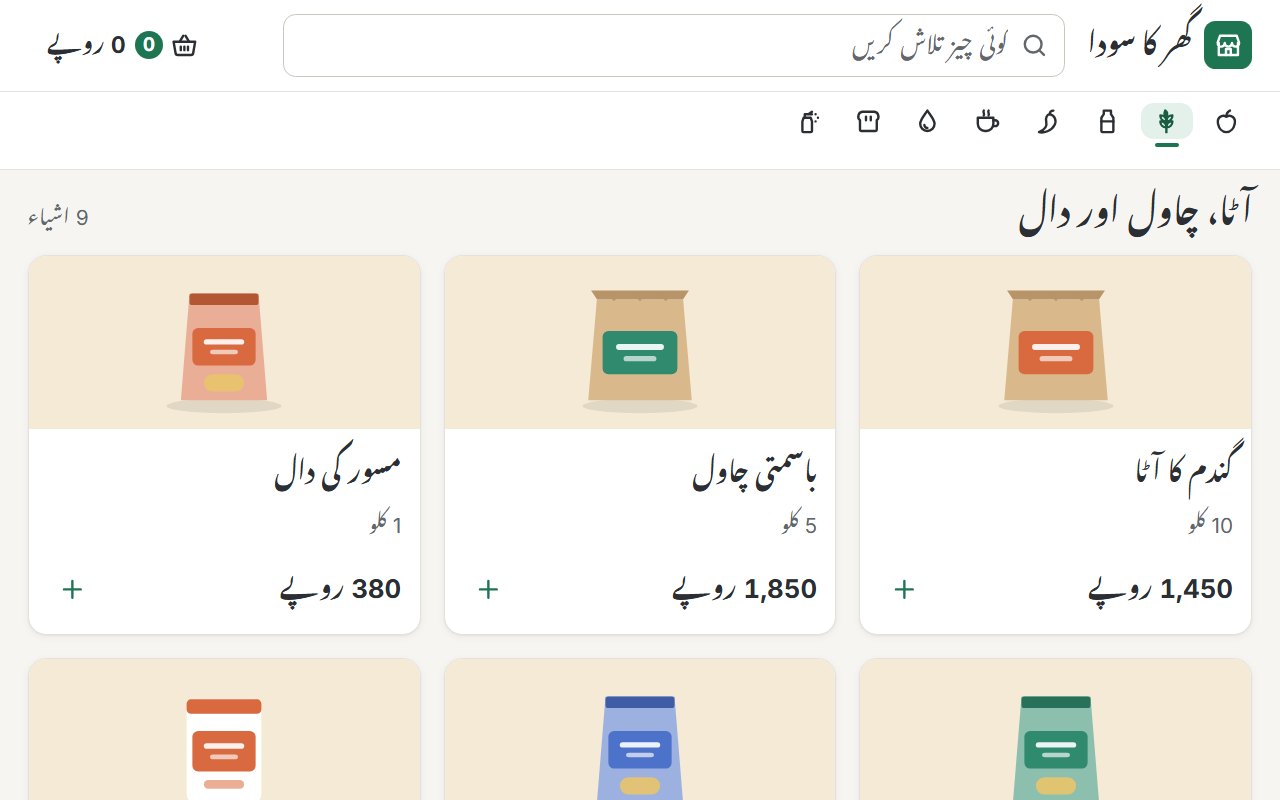 گھر کا سودا
کوئی چیز تلاش کریں
0
0 روپے
آٹا، چاول اور دال
9 اشیاء
گندم کا آٹا
10 کلو
1,450 روپے
باسمتی چاول
5 کلو
1,850 روپے
مسور کی دال
1 کلو
380 روپے